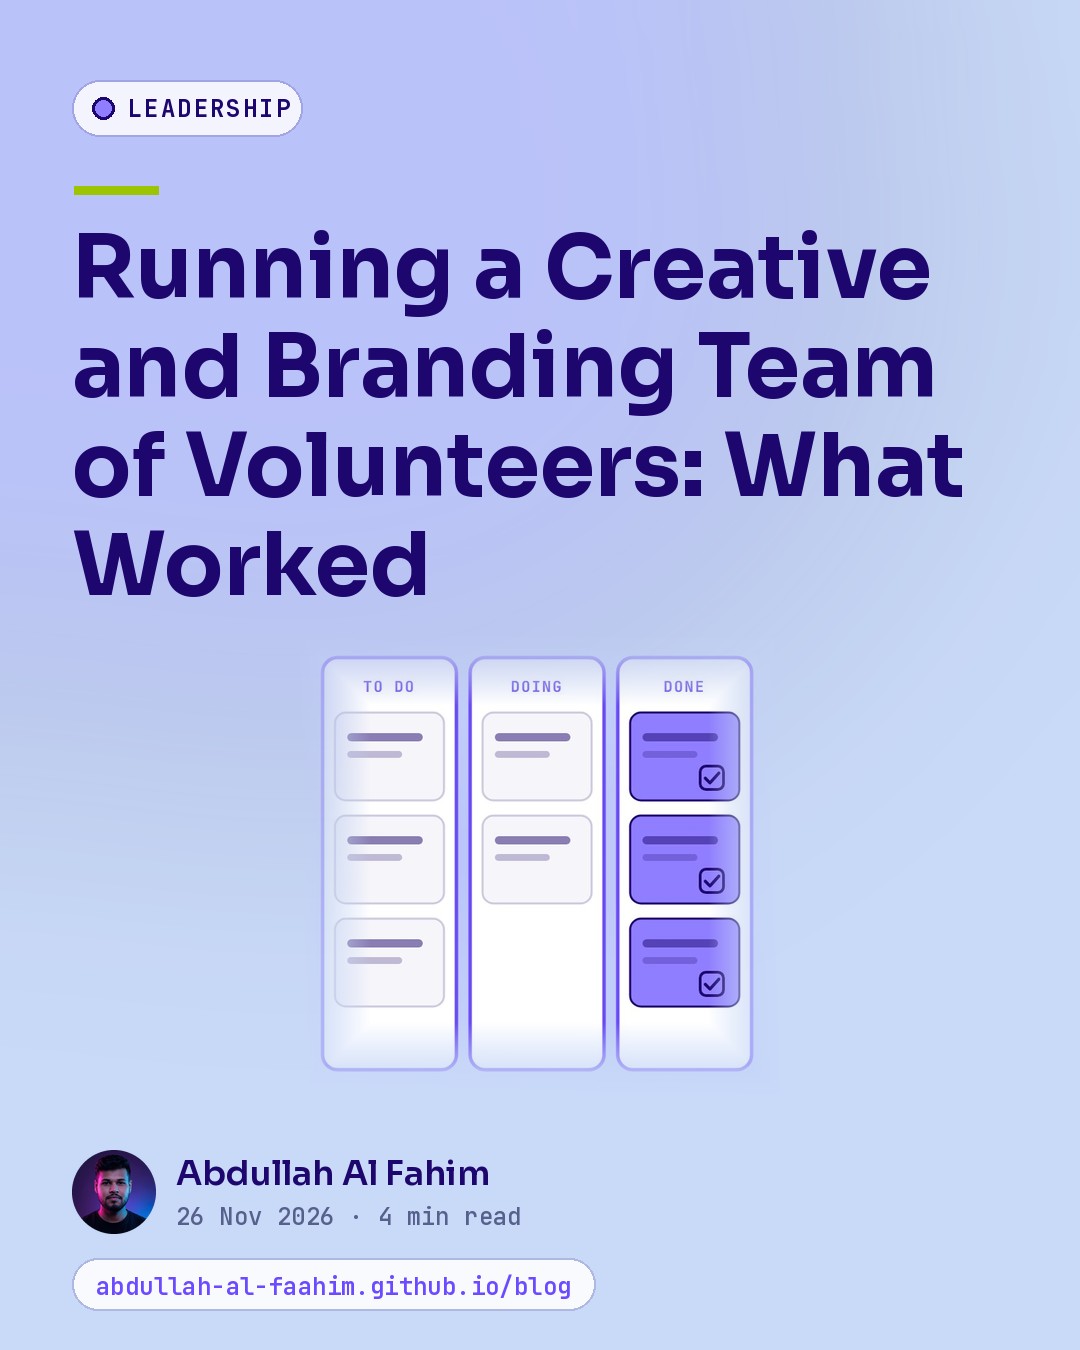 LEADERSHIP
Running a Creative
and Branding Team
of Volunteers: What
Worked
TO DO
DOING
DONE
Abdullah Al Fahim
26 Nov 2026 · 4 min read
abdullah-al-faahim.github.io/blog